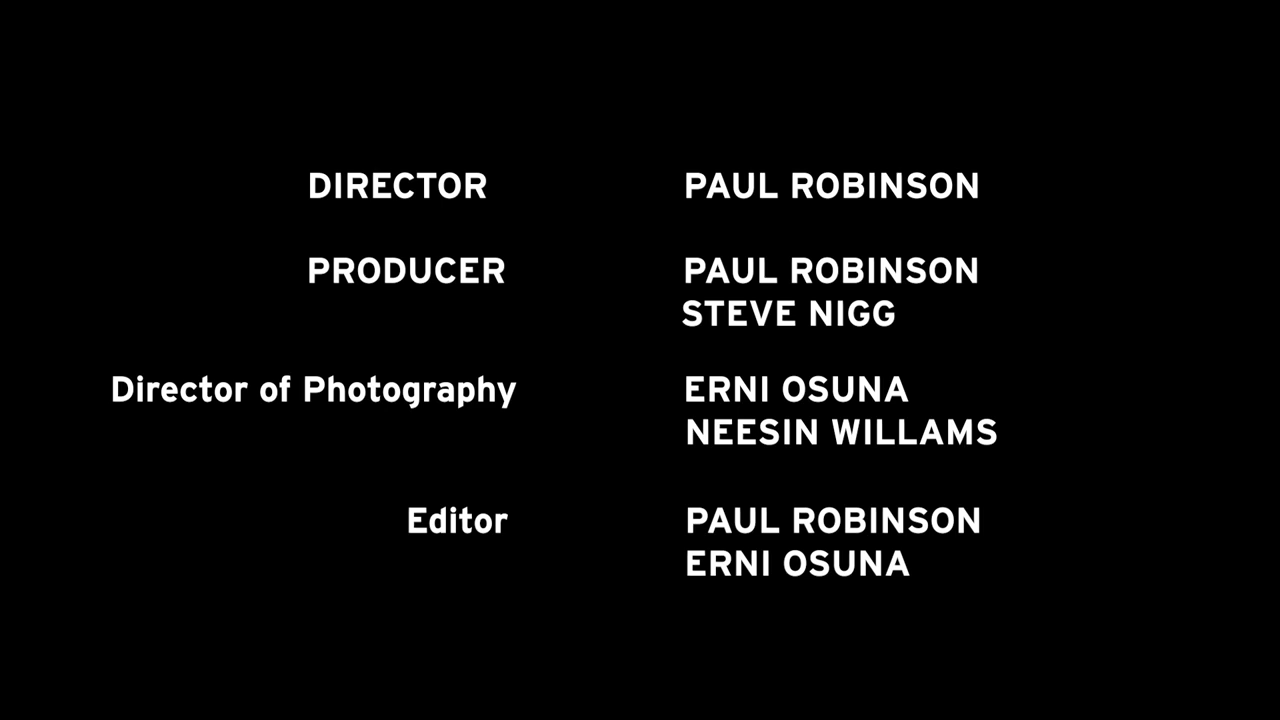 DIRECTOR PAUL ROBINSON
PRODUCER PAUL ROBINSON
STEVE NIGG
Director of Photography ERNI OSUNA
NEESIN WILLAMS
Editor PAUL ROBINSON
ERNI OSUNA